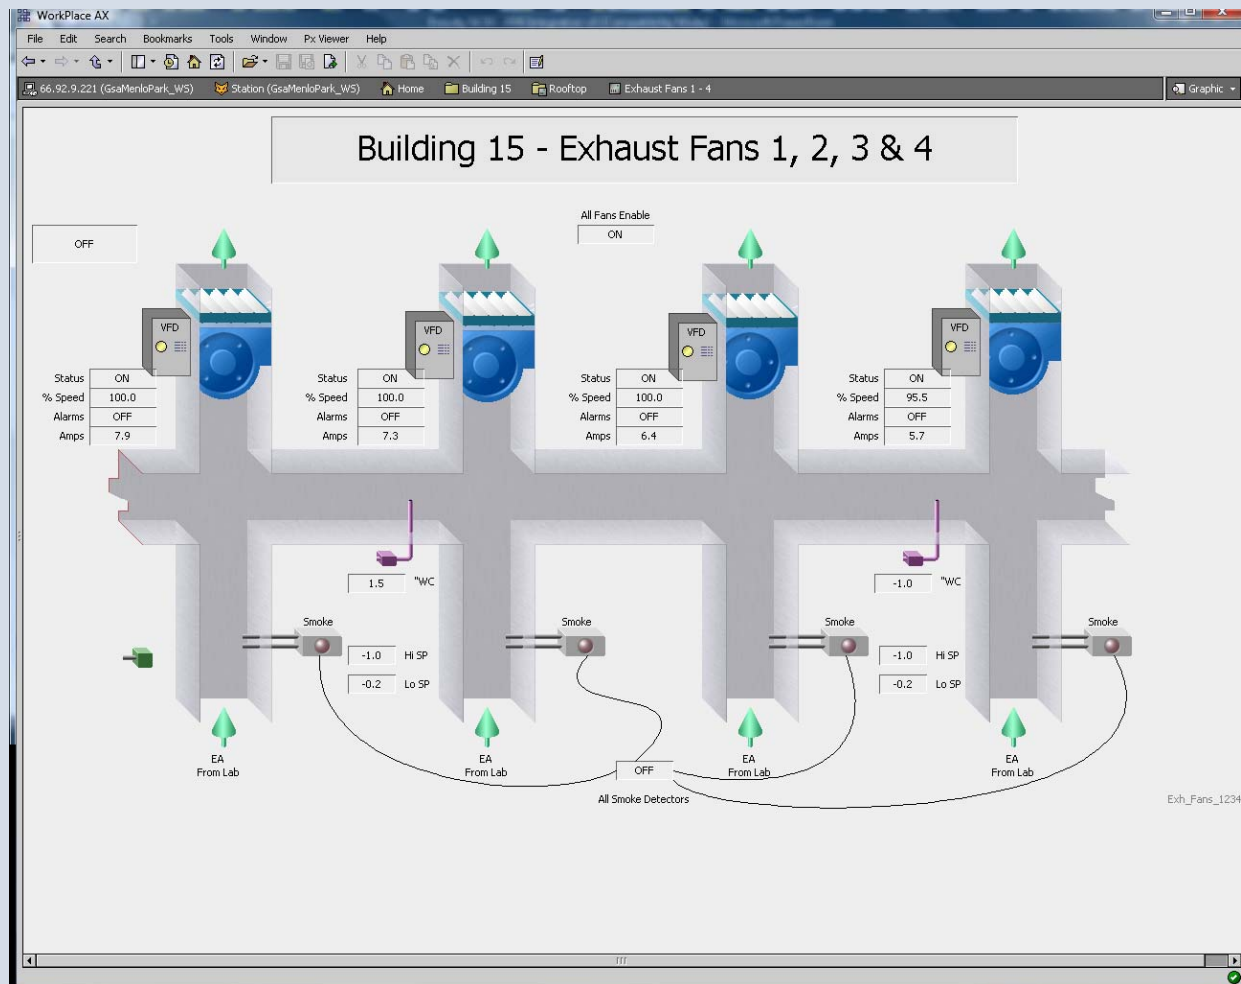 WorkPlace AX
File Edit Search Bookmarks Tools Window Px Viewer Help
66.92.9.221 (GsaMenloPark_WS) Station (GsaMenloPark_WS) Home Building 15 Rooftop Exhaust Fans 1 - 4 Graphic
Building 15 - Exhaust Fans 1, 2, 3 & 4
All Fans Enable
OFF ON
VFD VFD VFD VFD
Status ON Status ON Status ON Status ON
% Speed 100.0 % Speed 100.0 % Speed 100.0 % Speed 95.5
Alarms OFF Alarms OFF Alarms OFF Alarms OFF
Amps 7.9 Amps 7.3 Amps 6.4 Amps 5.7
1.5 "WC -1.0 "WC
Smoke Smoke Smoke Smoke
-1.0 Hi SP -1.0 Hi SP
-0.2 Lo SP -0.2 Lo SP
EA EA EA EA
From Lab From Lab From Lab From Lab
OFF
All Smoke Detectors Exh_Fans_1234